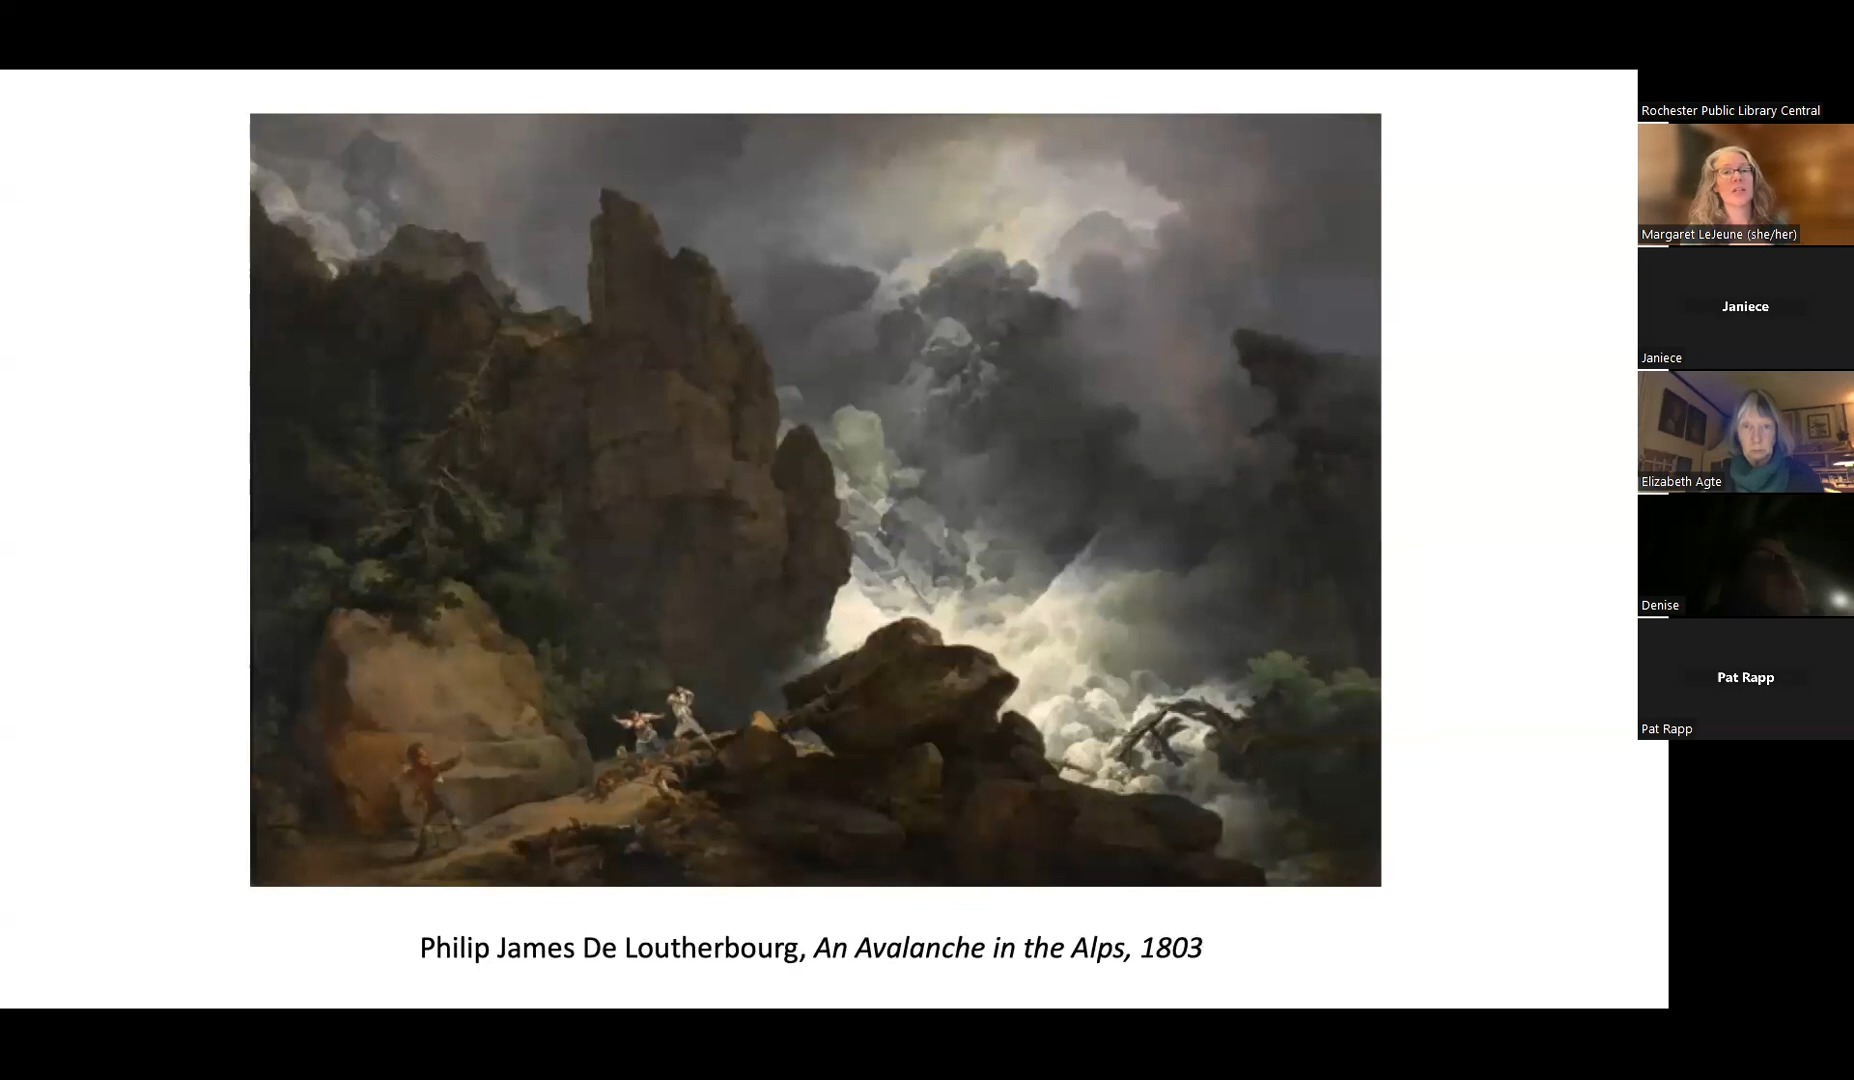 Rochester Public Library Central
Margaret LeJeune (she/her)
Janiece
Janiece
Elizabeth Agte
Denise
Pat Rapp
Pat Rapp
Philip James De Loutherbourg, An Avalanche in the Alps, 1803